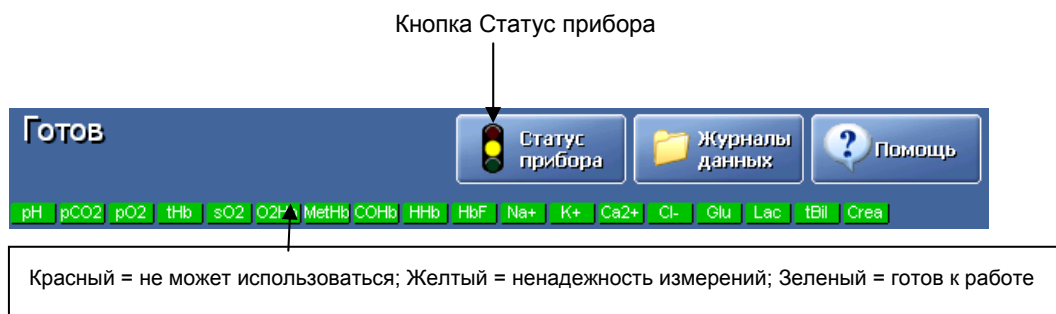 Кнопка Статус прибора
Готов
Статус прибора
Журналы данных
Помощь
pH pCO2 pO2 tHb sO2 O2Hb MetHb COHb HHb HbF Na+ K+ Ca2+ Cl- Glu Lac tBil Crea
Красный = не может использоваться; Желтый = ненадежность измерений; Зеленый = готов к работе